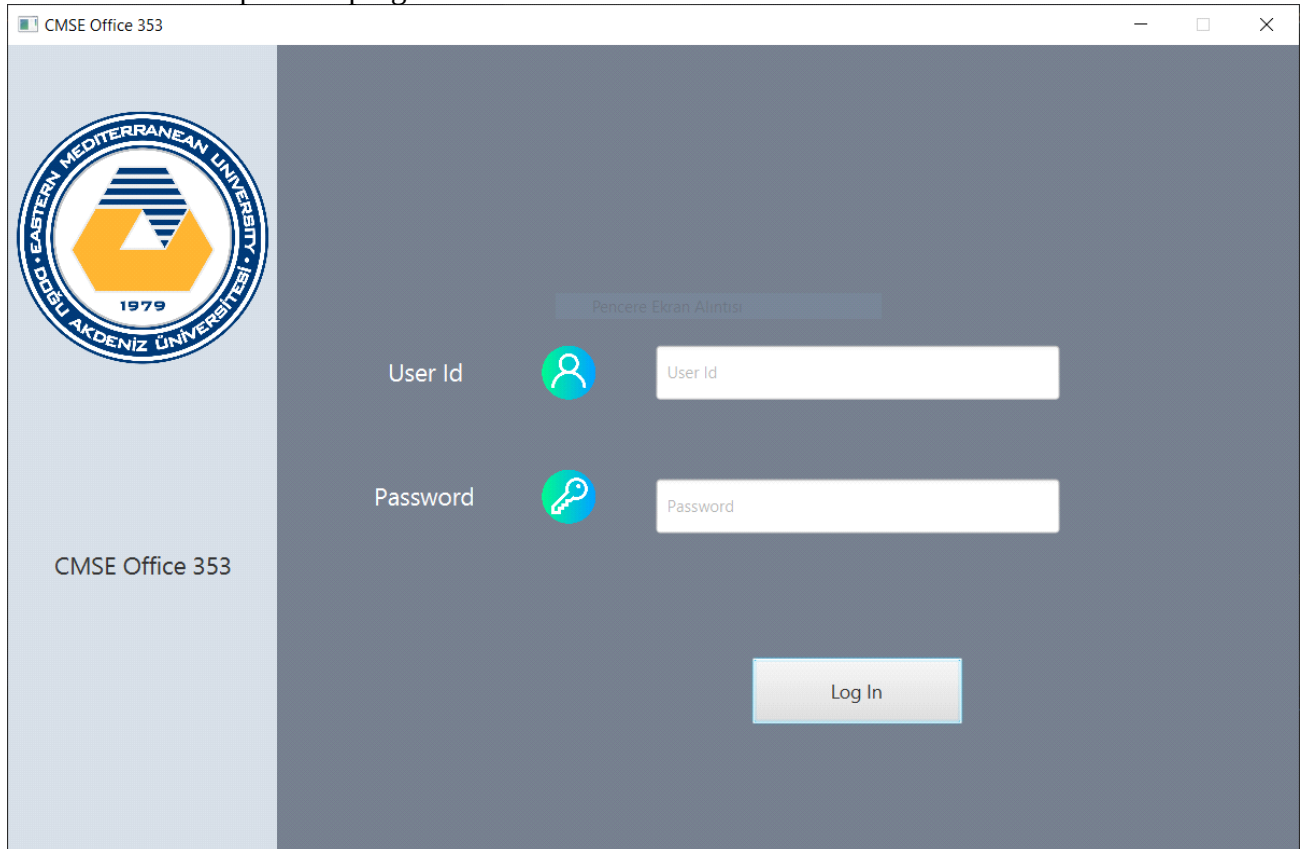 CMSE Office 353
EASTERN MEDITERRANEAN UNIVERSITY
1979
DOĞU AKDENİZ ÜNİVERSİTESİ
Pencere Ekran Alıntısı
User Id
User Id
Password
Password
CMSE Office 353
Log In